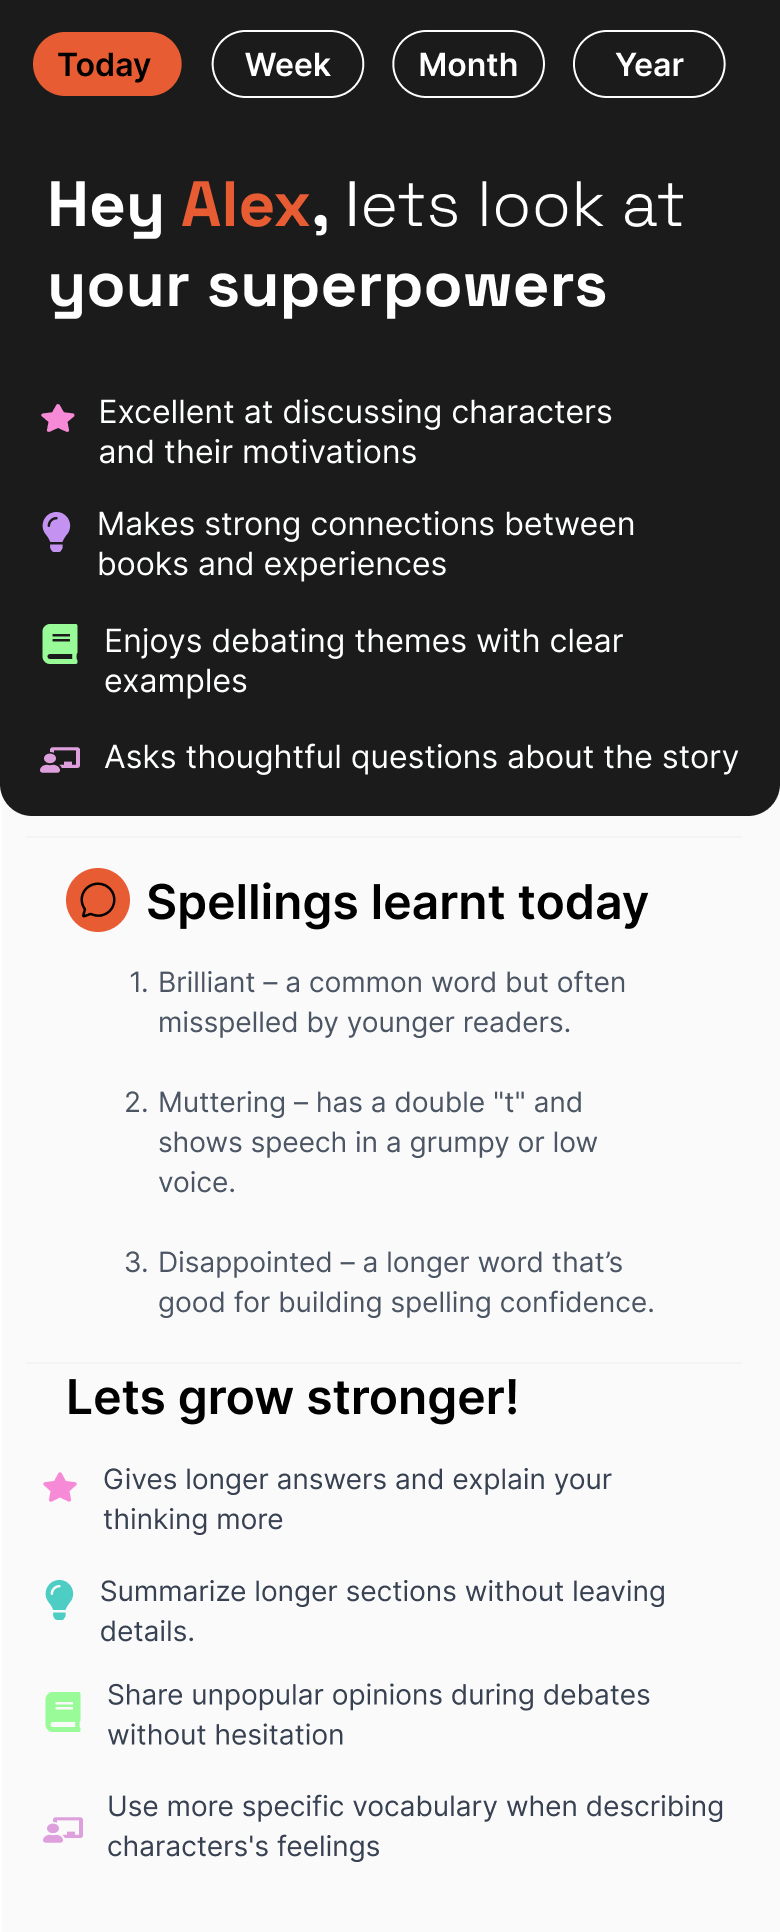 Today Week Month Year
Hey Alex, lets look at
your superpowers
Excellent at discussing characters
and their motivations
Makes strong connections between
books and experiences
Enjoys debating themes with clear
examples
Asks thoughtful questions about the story
Spellings learnt today
1. Brilliant – a common word but often
misspelled by younger readers.
2. Muttering – has a double "t" and
shows speech in a grumpy or low
voice.
3. Disappointed – a longer word that’s
good for building spelling confidence.
Lets grow stronger!
Gives longer answers and explain your
thinking more
Summarize longer sections without leaving
details.
Share unpopular opinions during debates
without hesitation
Use more specific vocabulary when describing
characters's feelings